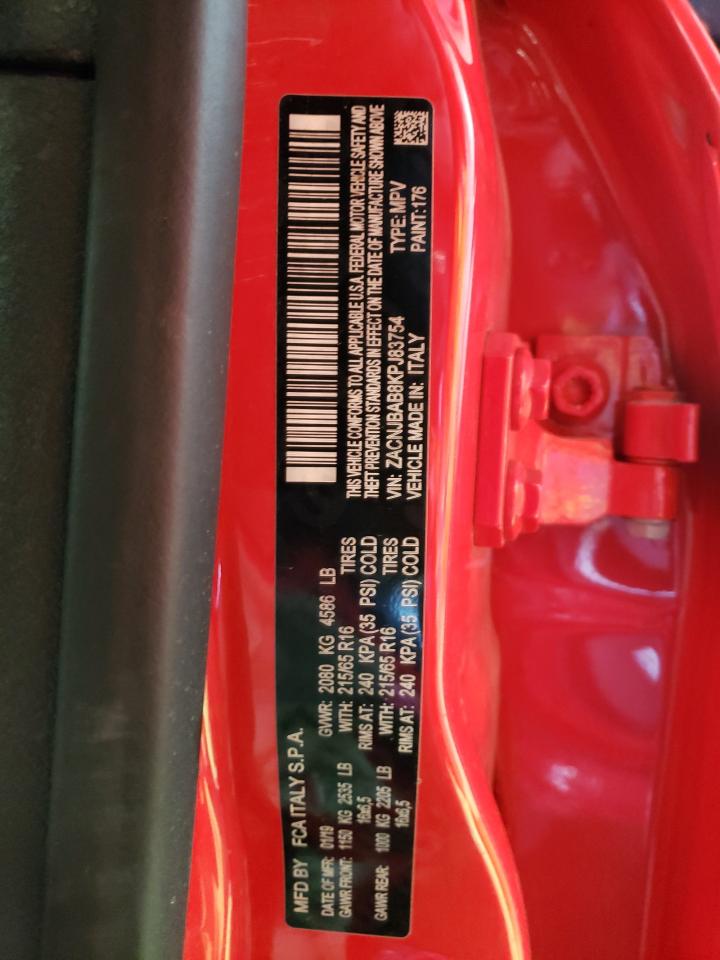 MFD BY FCA ITALY S.P.A.
DATE OF MFR: 01/19 GVWR: 2080 KG 4586 LB
GAWR FRONT: 1150 KG 2535 LB WITH: 215/65 R16 TIRES
16x6,5 RIMS AT: 240 KPA (35 PSI) COLD
GAWR REAR: 1000 KG 2205 LB WITH: 215/65 R16 TIRES
16x6,5 RIMS AT: 240 KPA (35 PSI) COLD
THIS VEHICLE CONFORMS TO ALL APPLICABLE U.S.A. FEDERAL MOTOR VEHICLE SAFETY AND
THEFT PREVENTION STANDARDS IN EFFECT ON THE DATE OF MANUFACTURE SHOWN ABOVE
VIN: ZACNJBAB8KPJ83754 TYPE: MPV
VEHICLE MADE IN: ITALY PAINT: 176